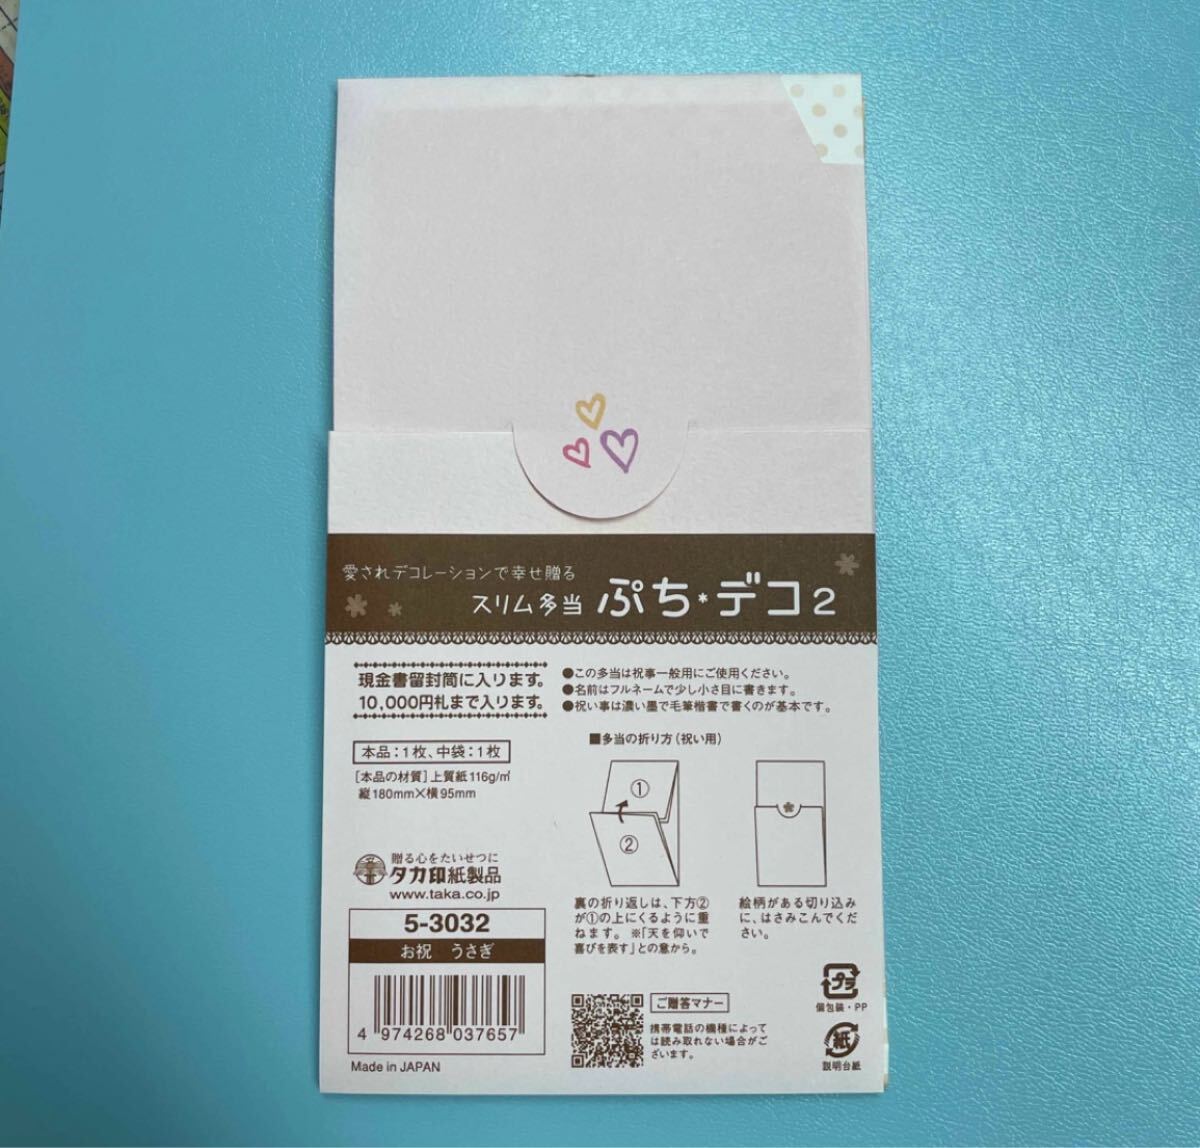 愛されデコレーションで幸せ贈る
スリム多当 ぷち*デコ2
現金書留封筒に入ります。
10,000円札まで入ります。
本品:1枚、中袋:1枚
[本品の材質]上質紙116g/㎡
縦180mm×横95mm
●この多当は祝事一般用にご使用ください。
●名前はフルネームで少し小さ目に書きます。
●祝い事は濃い墨で毛筆楷書で書くのが基本です。
■多当の折り方(祝い用)
①
②
裏の折り返しは、下方②
が①の上にくるように重
ねます。※「天を仰いで
喜びを表す」との意から。
絵柄がある切り込み
に、はさみこんでくだ
さい。
贈る心をたいせつに
タカ印紙製品
www.taka.co.jp
5-3032
お祝 うさぎ
4 974268 037657
Made in JAPAN
ご贈答マナー
携帯電話の機種によって
は読み取れない場合がご
ざいます。
プラ
個包装・PP
紙
説明台紙